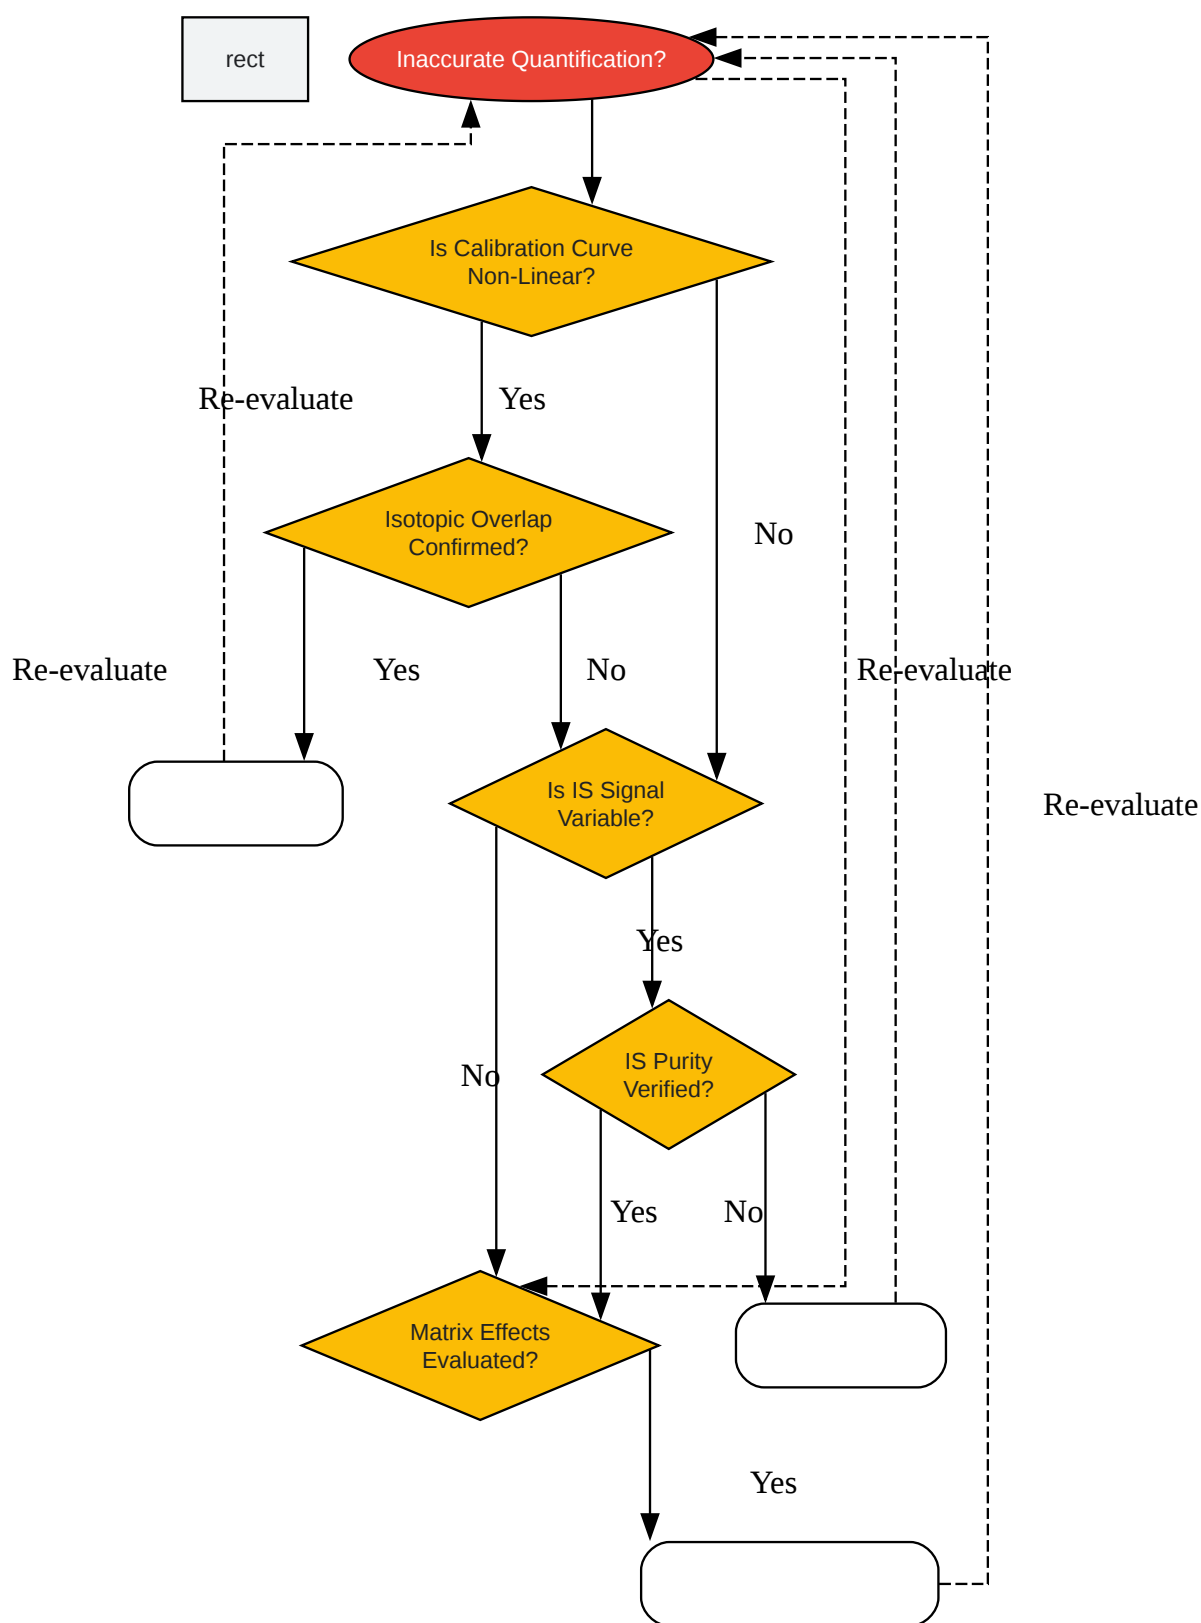 rect
Inaccurate Quantification?
Is Calibration Curve
Non-Linear?
Re-evaluate
Yes
Isotopic Overlap
Confirmed?
No
Re-evaluate
Yes
No
Re-evaluate
Is IS Signal
Variable?
Re-evaluate
Yes
IS Purity
Verified?
No
Yes
No
Matrix Effects
Evaluated?
Yes